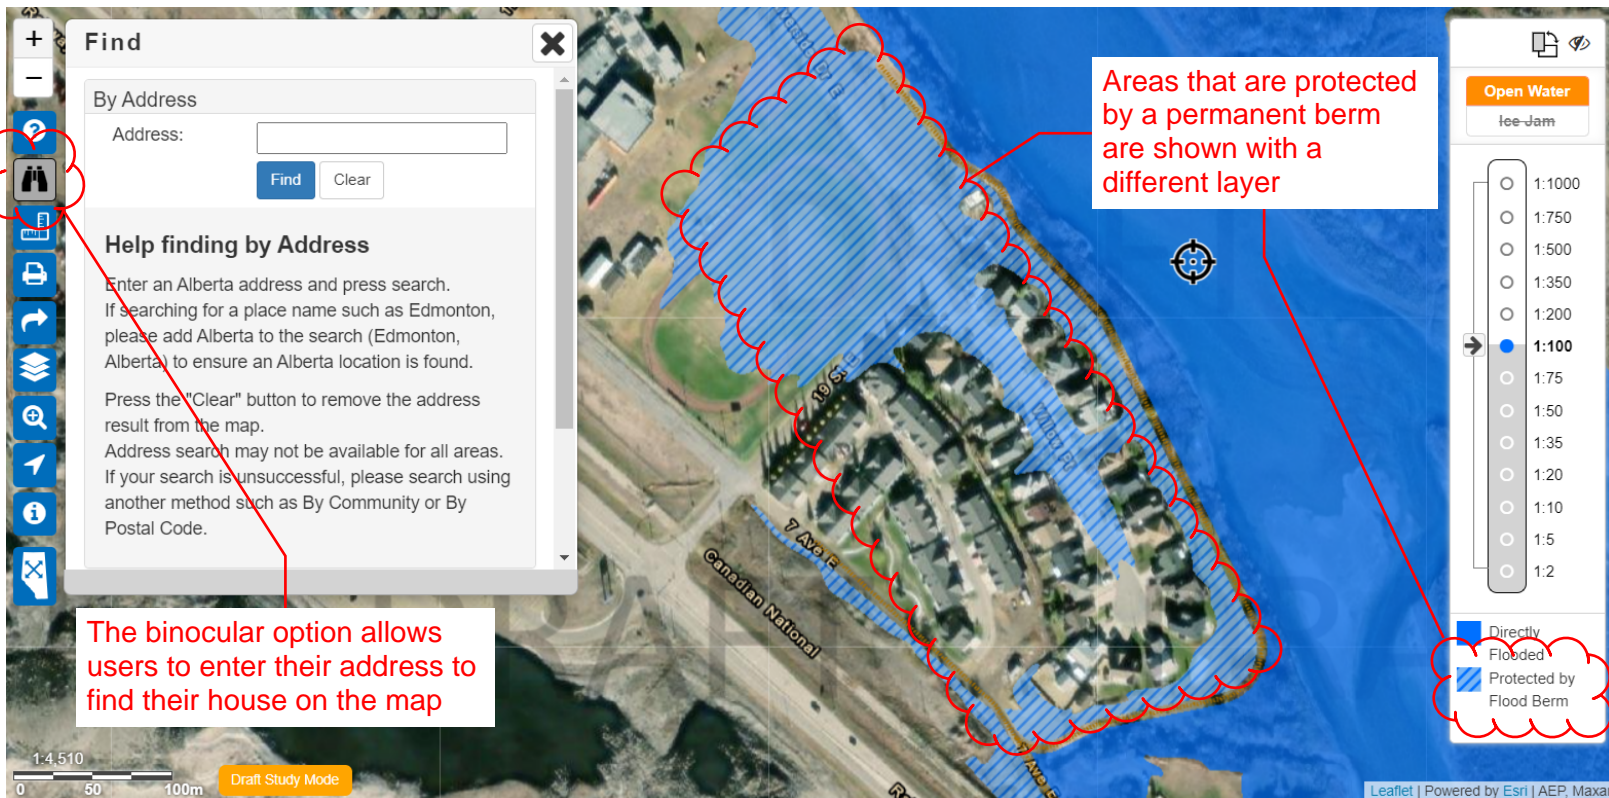 +
−
Find
By Address
Address:
Find
Clear
Help finding by Address
Enter an Alberta address and press search.
If searching for a place name such as Edmonton,
please add Alberta to the search (Edmonton,
Alberta) to ensure an Alberta location is found.
Press the "Clear" button to remove the address
result from the map.
Address search may not be available for all areas.
If your search is unsuccessful, please search using
another method such as By Community or By
Postal Code.
The binocular option allows
users to enter their address to
find their house on the map
Areas that are protected
by a permanent berm
are shown with a
different layer
19 St E
Willow Pt
7 Ave E
Canadian National
7 Ave E
DRAFT
Open Water
Ice Jam
1:1000
1:750
1:500
1:350
1:200
1:100
1:75
1:50
1:35
1:20
1:10
1:5
1:2
Directly
Flooded
Protected by
Flood Berm
1:4,510
0 50 100m
Draft Study Mode
Leaflet | Powered by Esri | AEP, Maxar